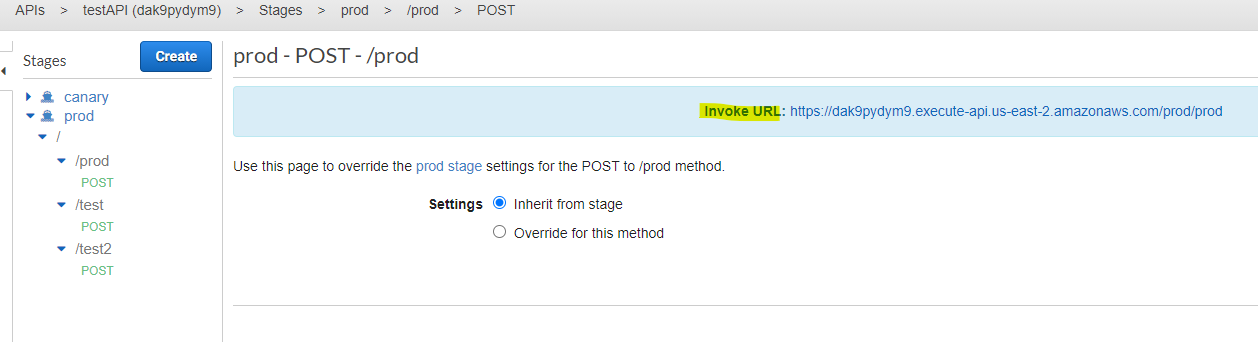 APIs > testAPI (dak9pydym9) > Stages > prod > /prod > POST
Stages
Create
canary
prod
/
/prod
POST
/test
POST
/test2
POST
prod - POST - /prod
Invoke URL: https://dak9pydym9.execute-api.us-east-2.amazonaws.com/prod/prod
Use this page to override the prod stage settings for the POST to /prod method.
Settings
Inherit from stage
Override for this method